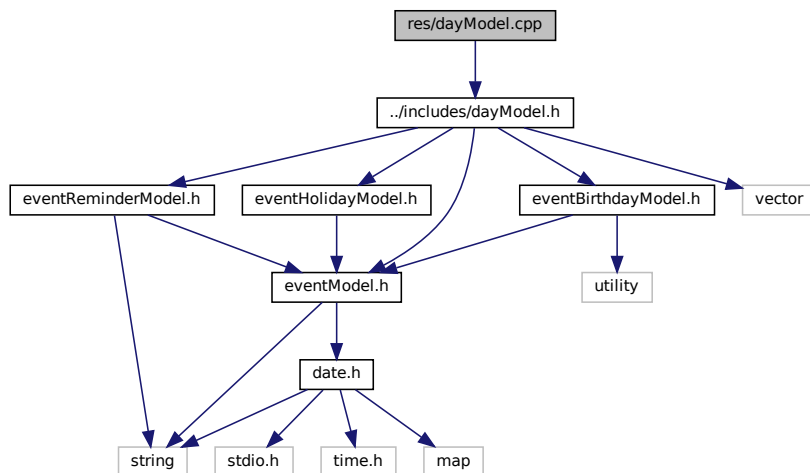 res/dayModel.cpp
../includes/dayModel.h
eventReminderModel.h
eventHolidayModel.h
eventBirthdayModel.h
vector
eventModel.h
utility
date.h
string
stdio.h
time.h
map